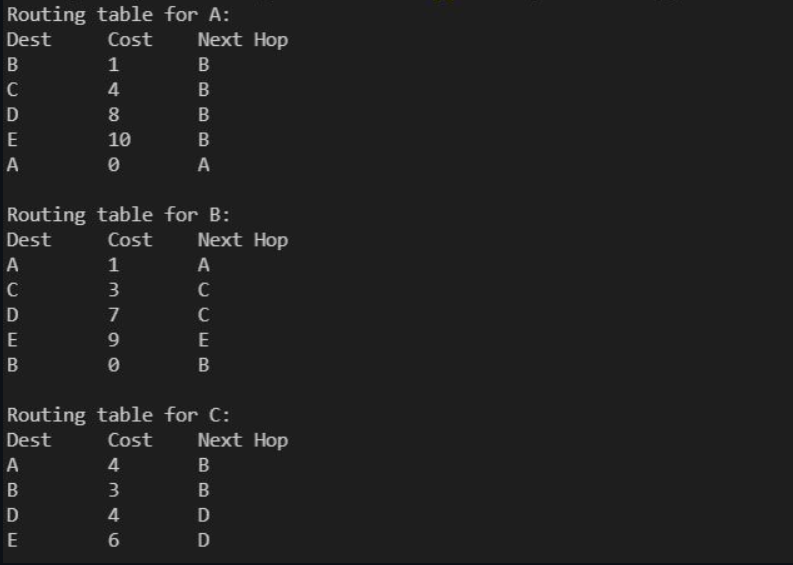 Routing table for A:
Dest Cost Next Hop
B 1 B
C 4 B
D 8 B
E 10 B
A 0 A
Routing table for B:
Dest Cost Next Hop
A 1 A
C 3 C
D 7 C
E 9 E
B 0 B
Routing table for C:
Dest Cost Next Hop
A 4 B
B 3 B
D 4 D
E 6 D